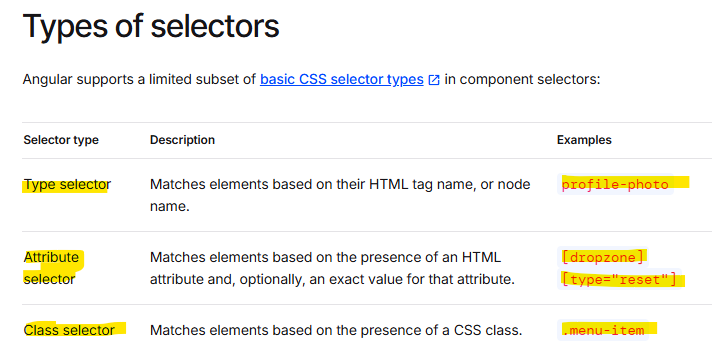 Types of selectors
Angular supports a limited subset of basic CSS selector types in component selectors:
Selector type Description Examples
Type selector Matches elements based on their HTML tag name, or node profile-photo
name.
Attribute Matches elements based on the presence of an HTML [dropzone]
selector attribute and, optionally, an exact value for that attribute. [type="reset"]
Class selector Matches elements based on the presence of a CSS class. .menu-item